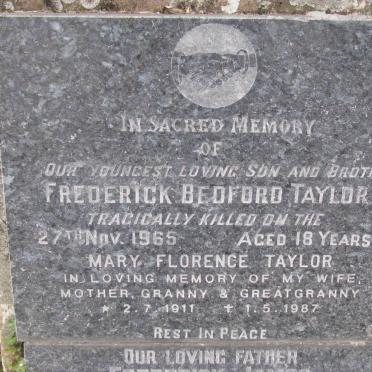 In Sacred Memory
OF
Our Youngest Loving Son and Broth
Frederick Bedford Taylor
TRAGICALLY KILLED ON THE
27TH Nov. 1965 Aged 18 Years
MARY FLORENCE TAYLOR
IN LOVING MEMORY OF MY WIFE,
MOTHER, GRANNY & GREATGRANNY
* 2.7.1911 + 1.5.1987
Rest In Peace
Our Loving Father